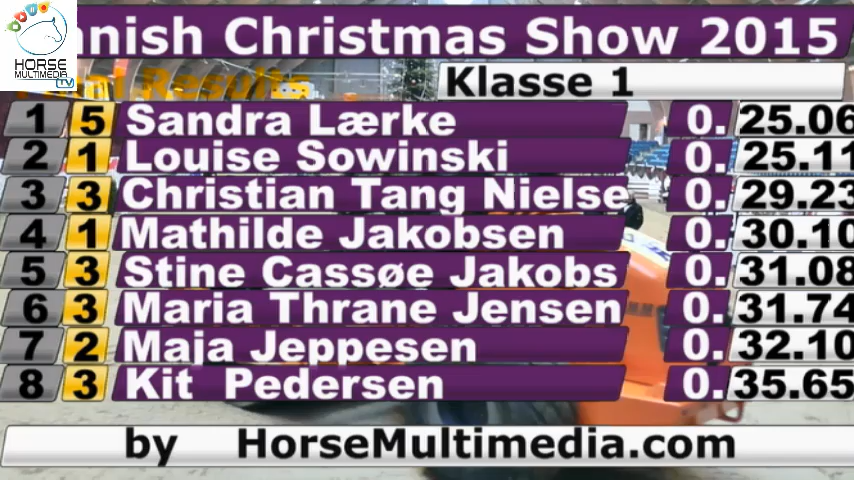 HORSE
MULTIMEDIA
TV
nish Christmas Show 2015
Final Results
Klasse 1
1 5 Sandra Lærke 0. 25.06
2 1 Louise Sowinski 0. 25.11
3 3 Christian Tang Nielse 0. 29.23
4 1 Mathilde Jakobsen 0. 30.10
5 3 Stine Cassøe Jakobs 0. 31.08
6 3 Maria Thrane Jensen 0. 31.74
7 2 Maja Jeppesen 0. 32.10
8 3 Kit Pedersen 0. 35.65
by HorseMultimedia.com